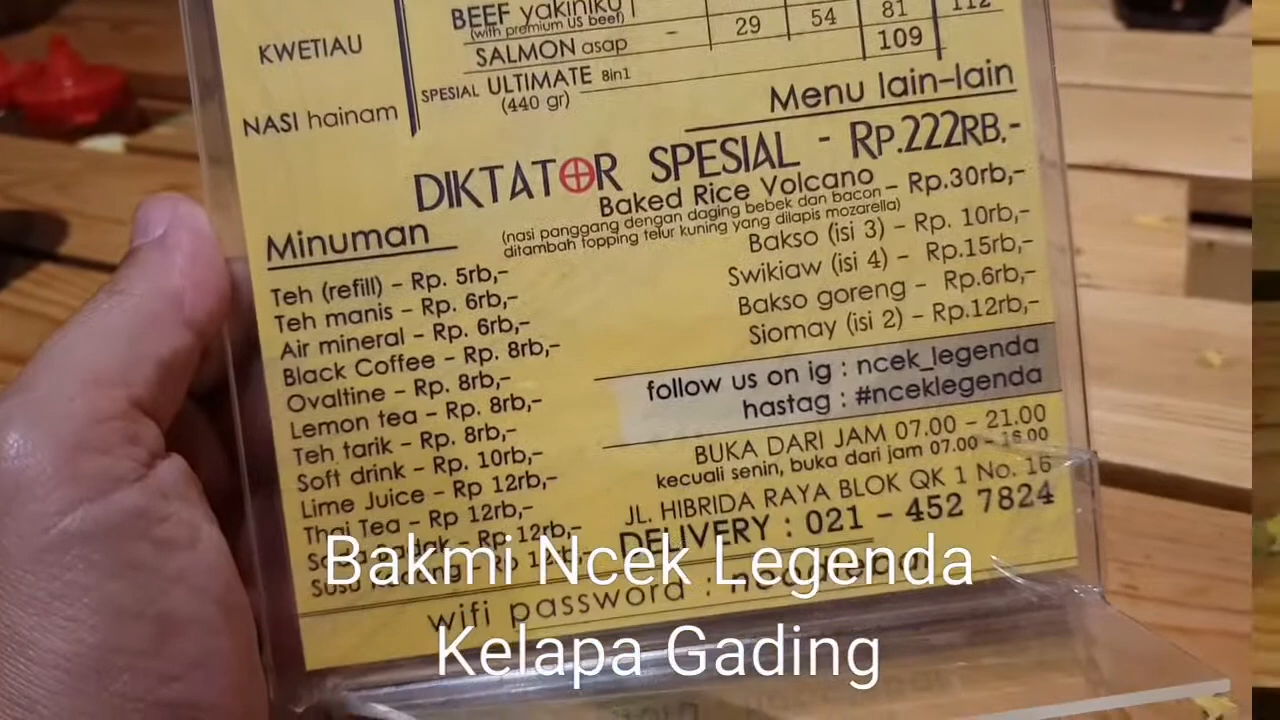 BEEF yakiniku
(with premium US beef)
KWETIAU
SALMON asap - 29 54 81 112
SPESIAL ULTIMATE 8in1 109
(440 gr)
NASI hainam
Menu lain-lain
DIKTATOR SPESIAL - Rp.222RB.-
Baked Rice Volcano - Rp.30rb,-
(nasi panggang dengan daging bebek dan bacon
ditambah topping telur kuning yang dilapis mozarella)
Bakso (isi 3) - Rp. 10rb,-
Swikiaw (isi 4) - Rp.15rb,-
Bakso goreng - Rp.6rb,-
Siomay (isi 2) - Rp.12rb,-
Minuman
Teh (refill) - Rp. 5rb,-
Teh manis - Rp. 6rb,-
Air mineral - Rp. 6rb,-
Black Coffee - Rp. 8rb,-
Ovaltine - Rp. 8rb,-
Lemon tea - Rp. 8rb,-
Teh tarik - Rp. 8rb,-
Soft drink - Rp. 10rb,-
Lime Juice - Rp 12rb,-
Thai Tea - Rp 12rb,-
Rp.12rb,-
Susu
follow us on ig : ncek_legenda
hastag : #nceklegenda
BUKA DARI JAM 07.00 - 21.00
kecuali senin, buka dari jam 07.00 - 16.00
JL. HIBRIDA RAYA BLOK QK 1 No. 16
DELIVERY : 021 - 452 7824
wifi password :
Bakmi Ncek Legenda
Kelapa Gading